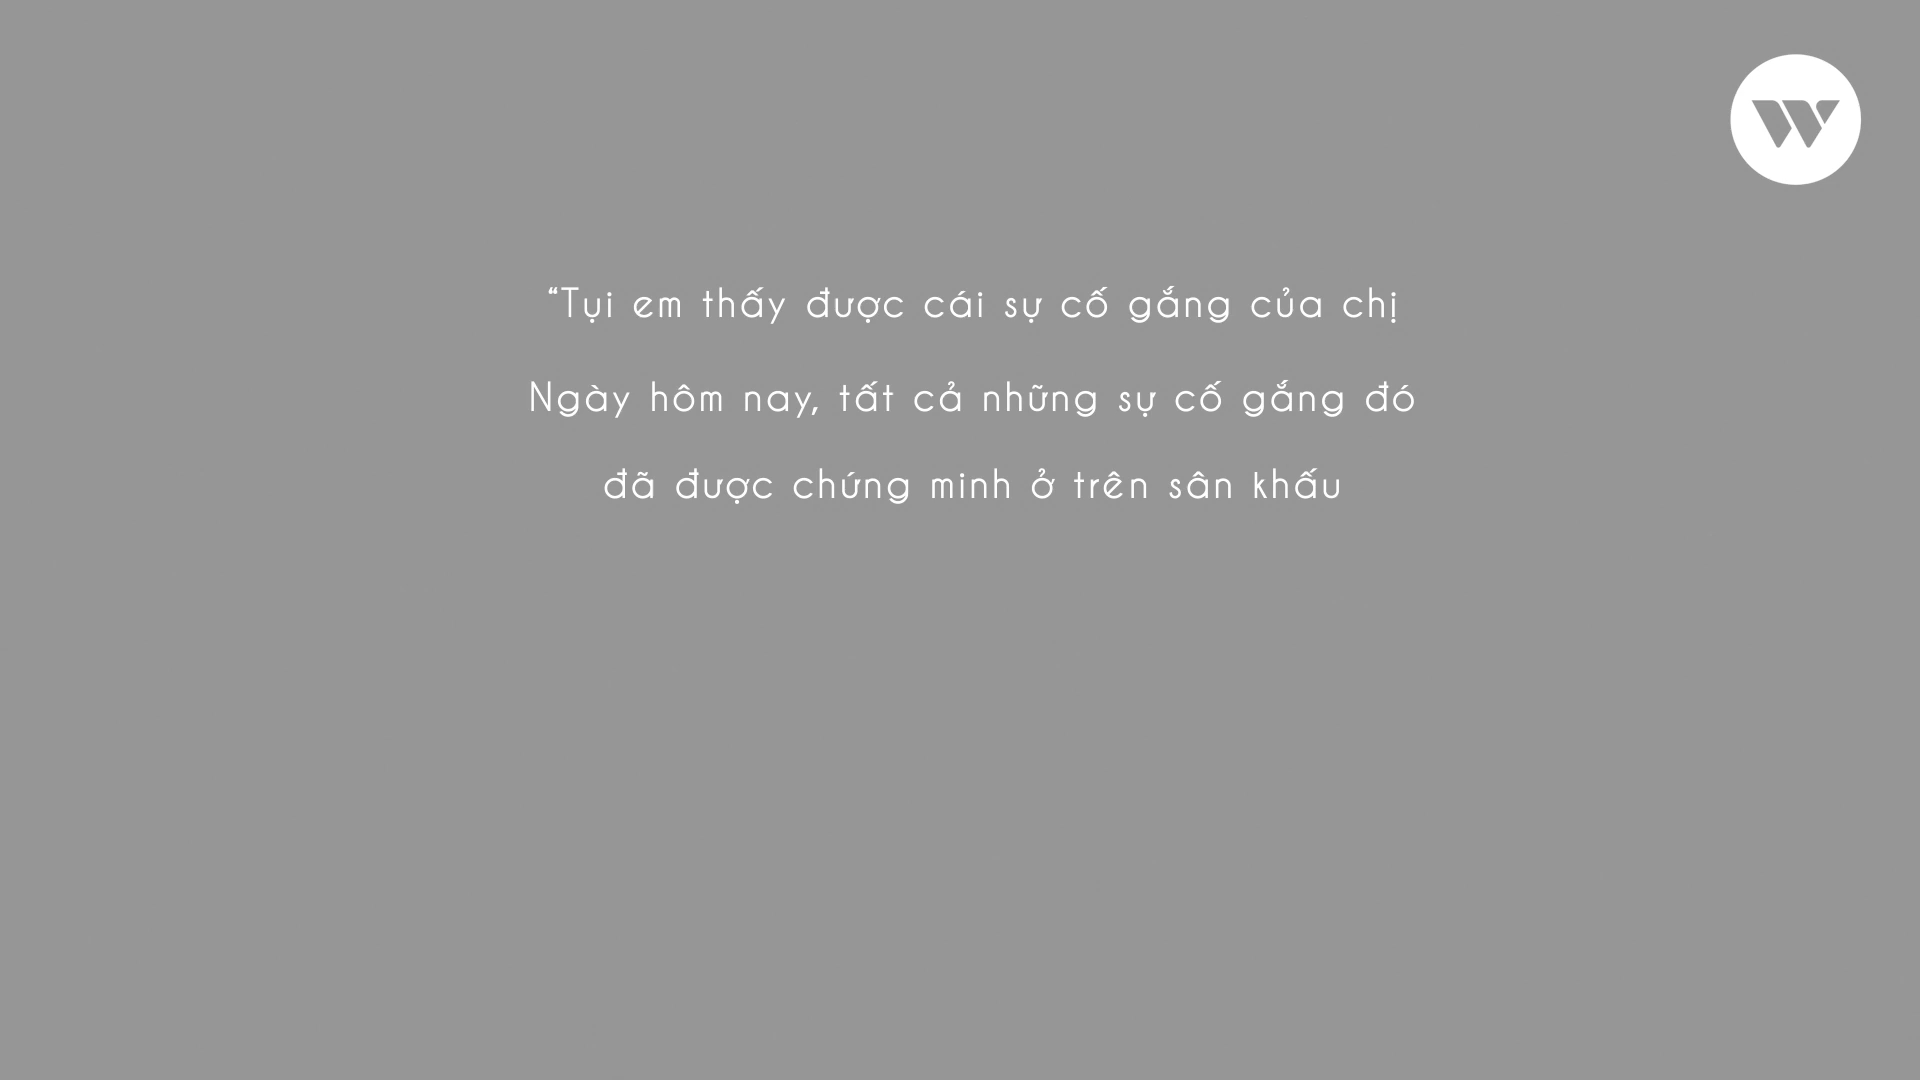 “Tụi em thấy được cái sự cố gắng của chị
Ngày hôm nay, tất cả những sự cố gắng đó
đã được chứng minh ở trên sân khấu